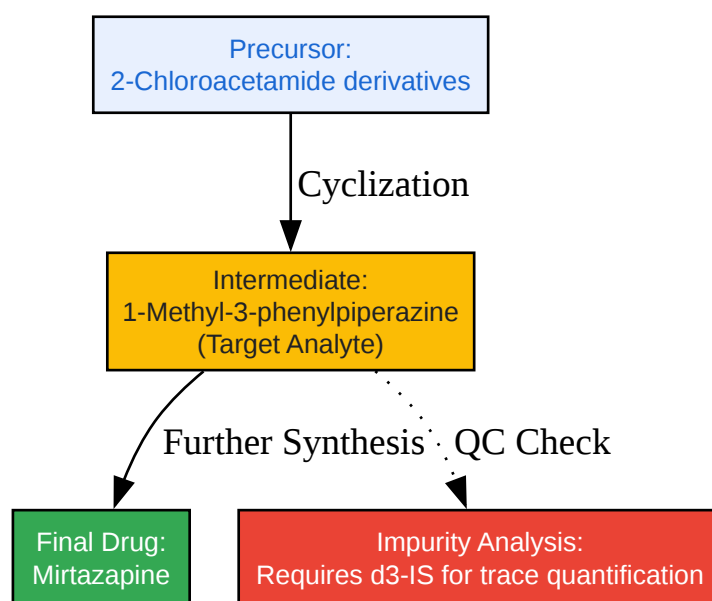 Precursor:
2-Chloroacetamide derivatives
Cyclization
Intermediate:
1-Methyl-3-phenylpiperazine
(Target Analyte)
Further Synthesis
QC Check
Final Drug:
Mirtazapine
Impurity Analysis:
Requires d3-IS for trace quantification